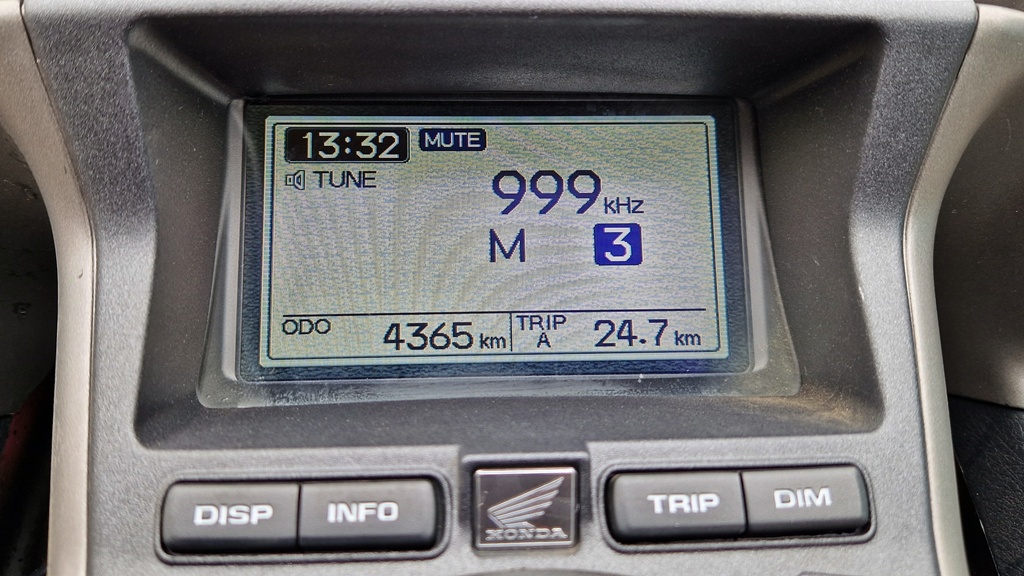 13:32 MUTE
TUNE 999 kHz
M 3
ODO 4365 km TRIP A 24.7 km
DISP INFO TRIP DIM
HONDA